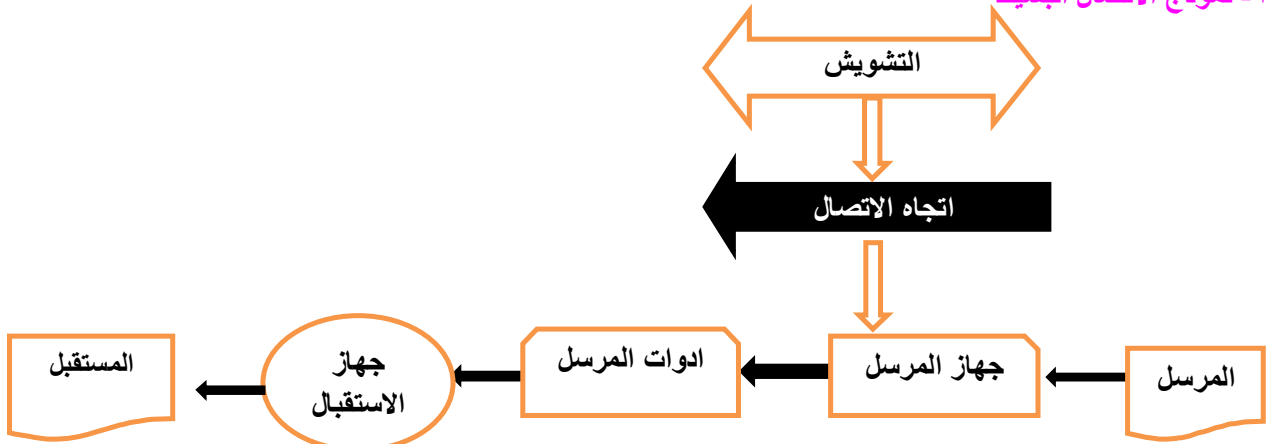 التشويش
اتجاه الاتصال
المرسل
جهاز المرسل
ادوات المرسل
جهاز
الاستقبال
المستقبل